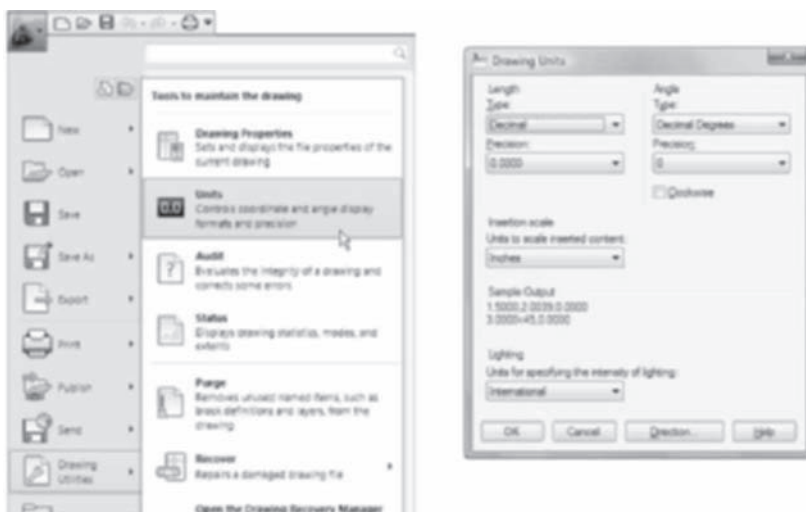 Tools to maintain the drawing
New
Drawing Properties
Sets and displays the file properties of the
current drawing
Open
Units
Controls coordinate and angle display
formats and precision
Save
Save As
Audit
Evaluates the integrity of a drawing and
corrects some errors
Export
Status
Displays drawing statistics, modes, and
extents
Print
Publish
Purge
Removes unused named items, such as
block definitions and layers, from the
drawing
Send
Recover
Repairs a damaged drawing file
Drawing
Utilities
Open the Drawing Recovery Manager
Drawing Units
Length
Type:
Decimal
Precision:
0.0000
Angle
Type:
Decimal Degrees
Precision:
0
Clockwise
Insertion scale
Units to scale inserted content:
Inches
Sample Output
1.5000,2.0039,0.0000
3.0000<45,0.0000
Lighting
Units for specifying the intensity of lighting:
International
OK
Cancel
Direction...
Help